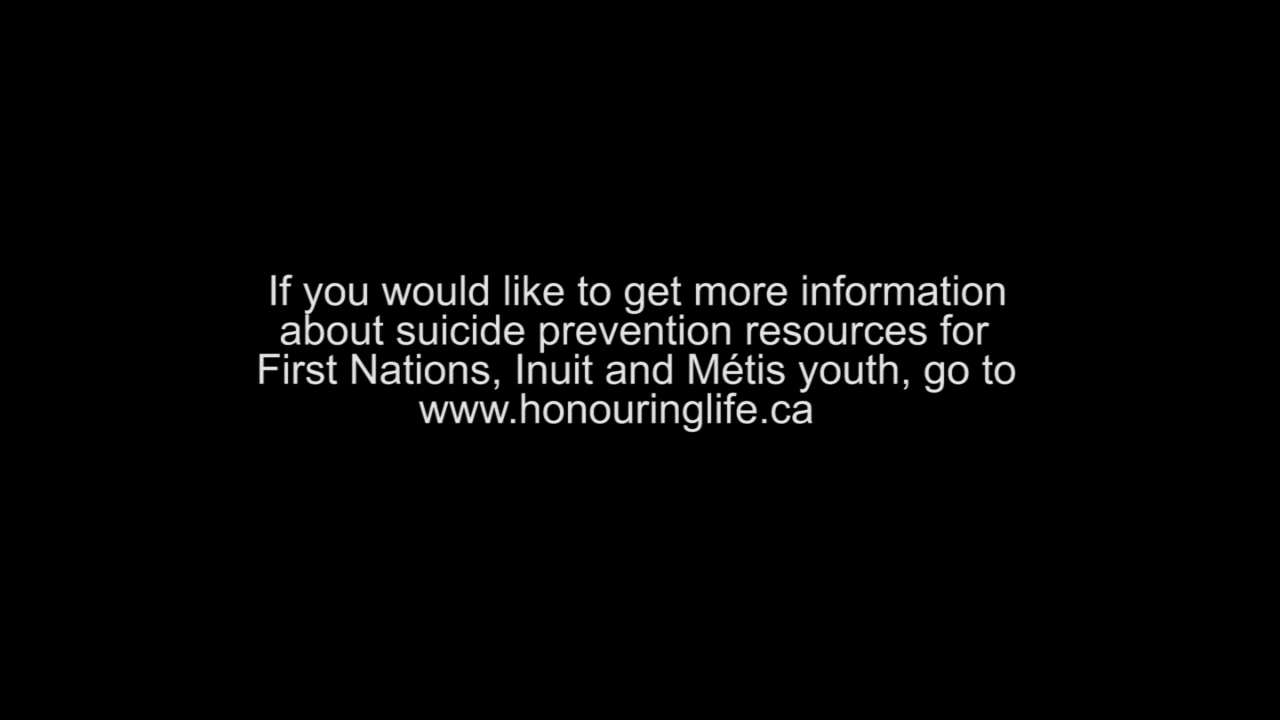 If you would like to get more information
about suicide prevention resources for
First Nations, Inuit and Métis youth, go to
www.honouringlife.ca